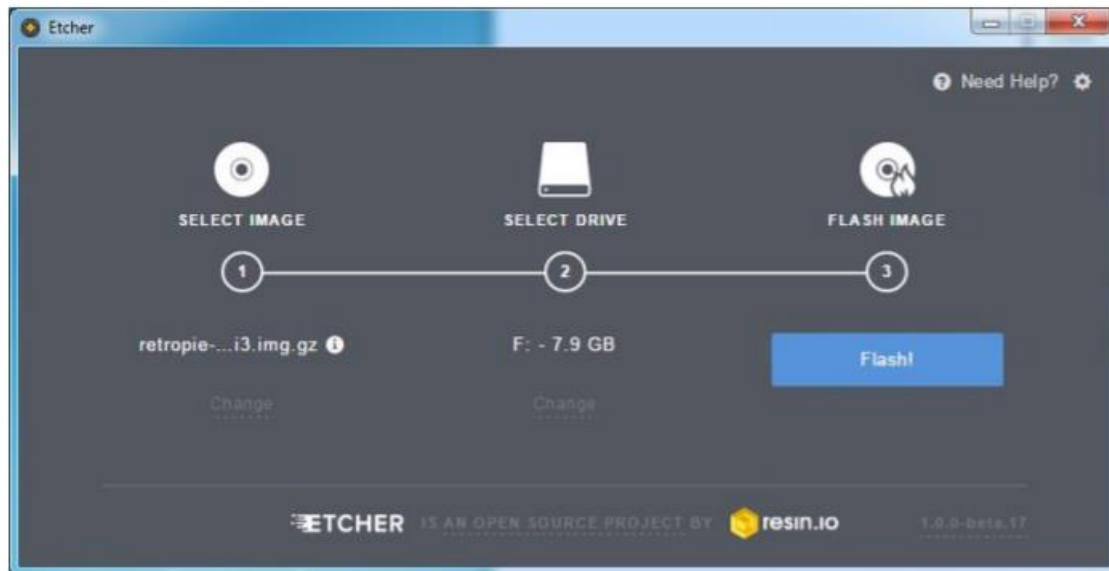 Etcher
Need Help?
SELECT IMAGE
SELECT DRIVE
FLASH IMAGE
1
2
3
retropie-...i3.img.gz
F: - 7.9 GB
Flash!
Change
Change
ETCHER IS AN OPEN SOURCE PROJECT BY resin.io 1.0.0-beta.17